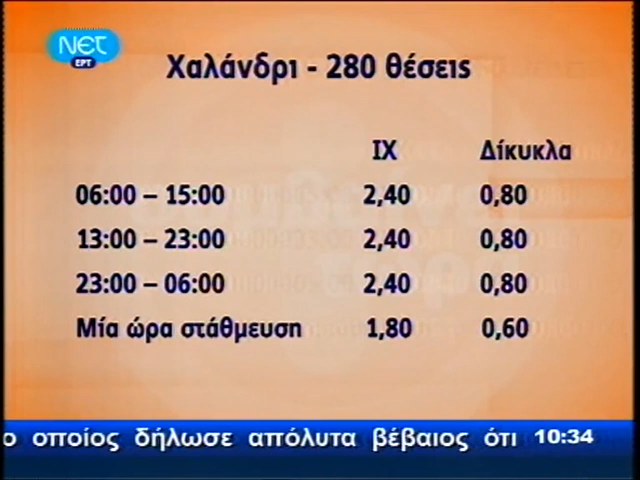 NET
ΕΡΤ
Χαλάνδρι - 280 θέσεις
ΙΧ Δίκυκλα
06:00 – 15:00 2,40 0,80
13:00 – 23:00 2,40 0,80
23:00 – 06:00 2,40 0,80
Μία ώρα στάθμευση 1,80 0,60
ο οποίος δήλωσε απόλυτα βέβαιος ότι 10:34